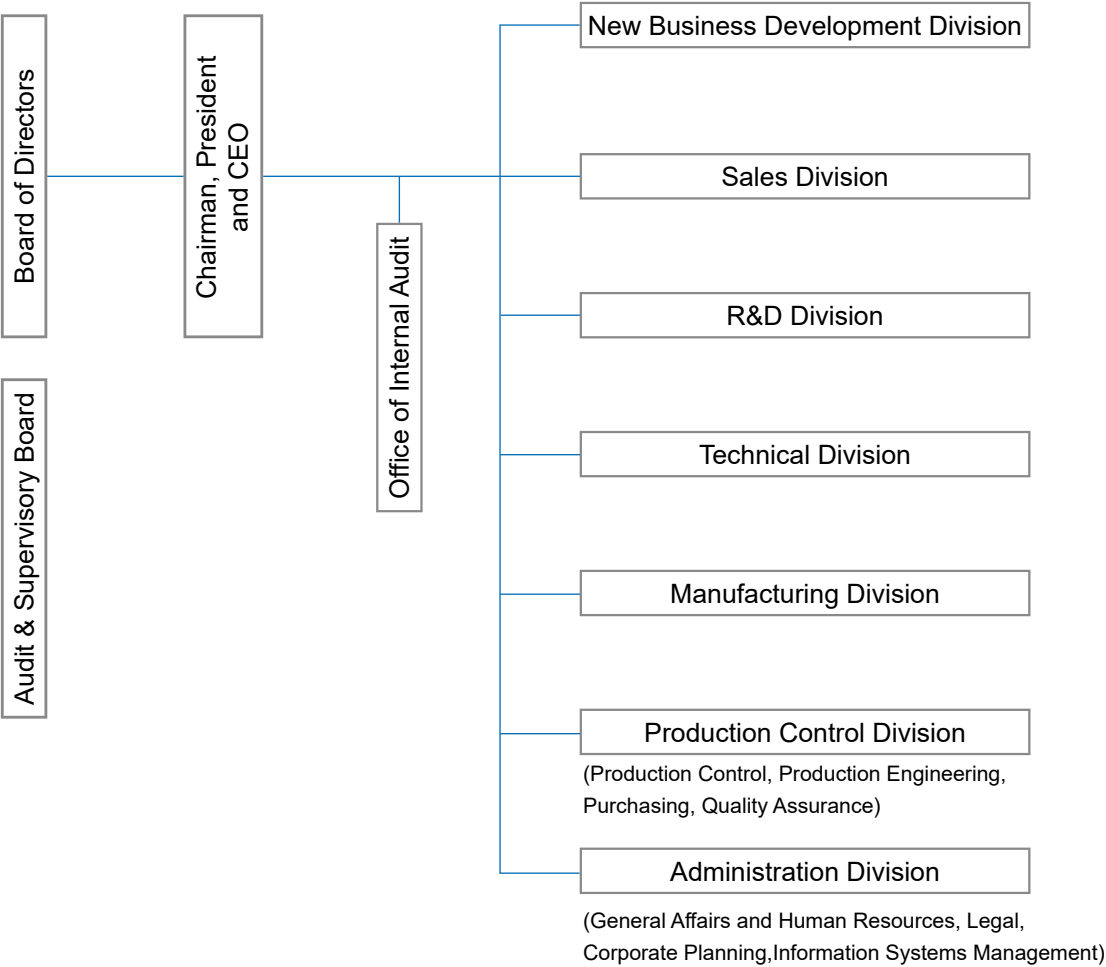 Board of Directors
Chairman, President
and CEO
Office of Internal Audit
Audit & Supervisory Board
New Business Development Division
Sales Division
R&D Division
Technical Division
Manufacturing Division
Production Control Division
(Production Control, Production Engineering,
Purchasing, Quality Assurance)
Administration Division
(General Affairs and Human Resources, Legal,
Corporate Planning,Information Systems Management)